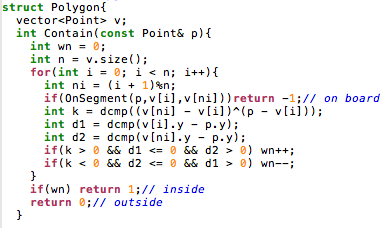 struct Polygon{
  vector<Point> v;
  int Contain(const Point& p){
    int wn = 0;
    int n = v.size();
    for(int i = 0; i < n; i++){
      int ni = (i + 1)%n;
      if(OnSegment(p,v[i],v[ni]))return -1;// on board
      int k = dcmp((v[ni] - v[i])^(p - v[i]));
      int d1 = dcmp(v[i].y - p.y);
      int d2 = dcmp(v[ni].y - p.y);
      if(k > 0 && d1 <= 0 && d2 > 0) wn++;
      if(k < 0 && d2 <= 0 && d1 > 0) wn--;
    }
    if(wn) return 1;// inside
    return 0;// outside
  }